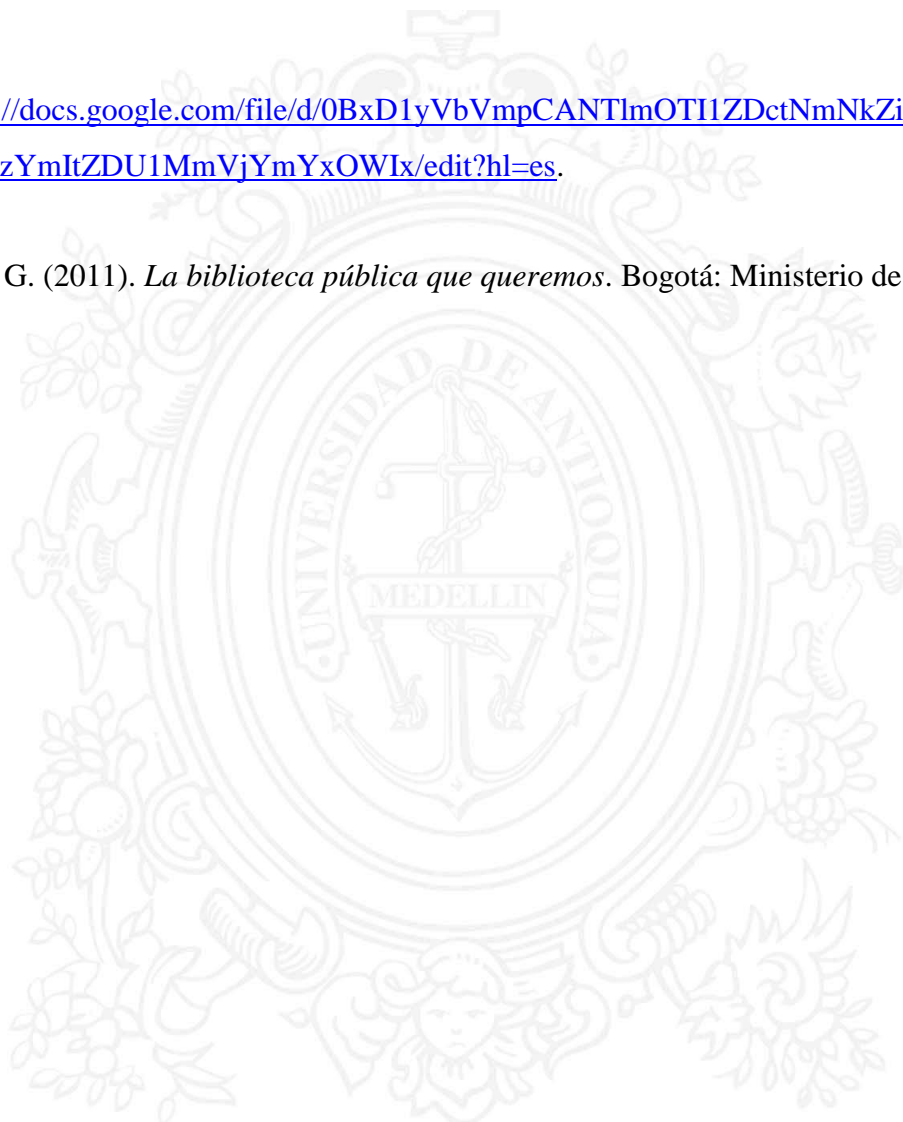 //docs.google.com/file/d/0BxD1yVbVmpCANTlmOTI1ZDctNmNkZi
zYmItZDU1MmVjYmYxOWIx/edit?hl=es.
G. (2011). La biblioteca pública que queremos. Bogotá: Ministerio de
UNIVERSIDAD DE ANTIOQUIA
MEDELLIN